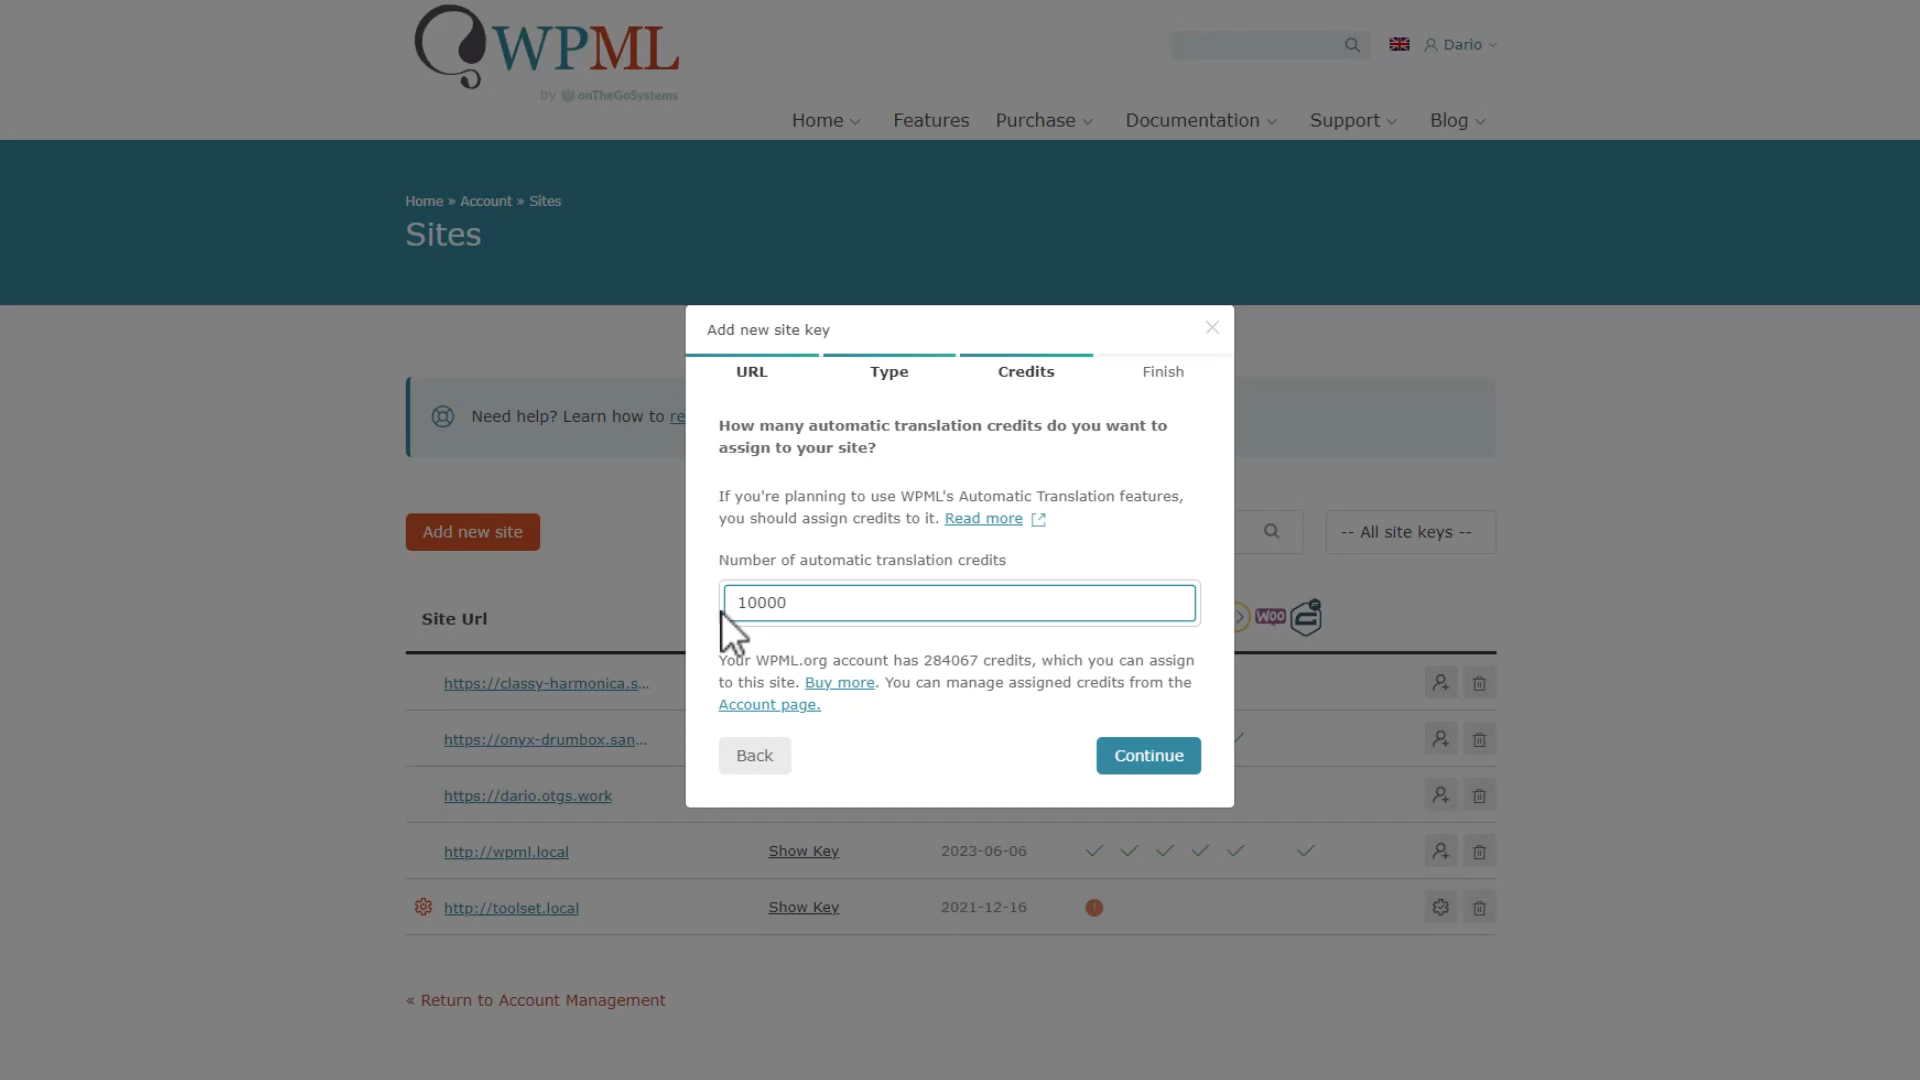 WPML
by onTheGoSystems
Dario
Home
Features
Purchase
Documentation
Support
Blog
Home » Account » Sites
Sites
Need help? Learn how to re
Add new site
-- All site keys --
Site Url
WOO
https://classy-harmonica.s...
https://onyx-drumbox.san...
https://dario.otgs.work
http://wpml.local
Show Key
2023-06-06
http://toolset.local
Show Key
2021-12-16
« Return to Account Management
Add new site key
URL
Type
Credits
Finish
How many automatic translation credits do you want to
assign to your site?
If you're planning to use WPML's Automatic Translation features,
you should assign credits to it. Read more
Number of automatic translation credits
10000
Your WPML.org account has 284067 credits, which you can assign
to this site. Buy more. You can manage assigned credits from the
Account page.
Back
Continue